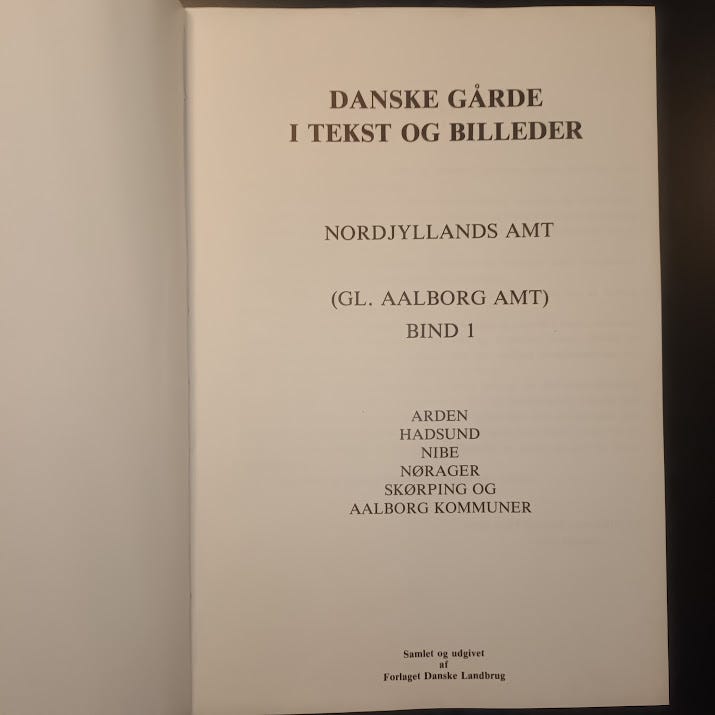 DANSKE GÅRDE
I TEKST OG BILLEDER
NORDJYLLANDS AMT
(GL. AALBORG AMT)
BIND 1
ARDEN
HADSUND
NIBE
NØRAGER
SKØRPING OG
AALBORG KOMMUNER
Samlet og udgivet
af
Forlaget Danske Landbrug